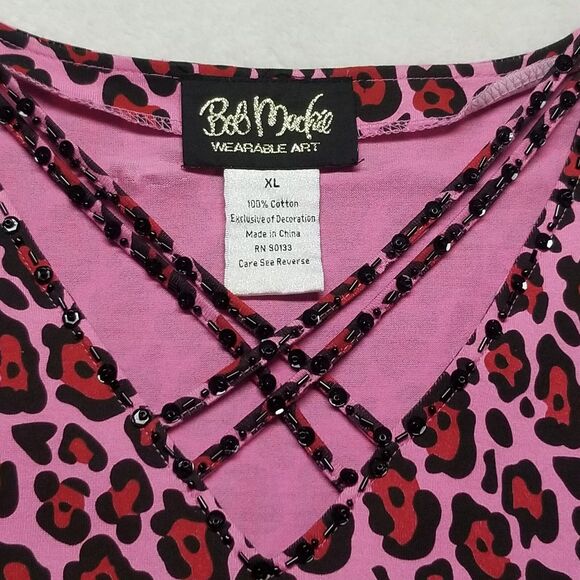 Bob Mackie
WEARABLE ART
XL
100% Cotton
Exclusive of Decoration
Made in China
RN 90133
Care See Reverse